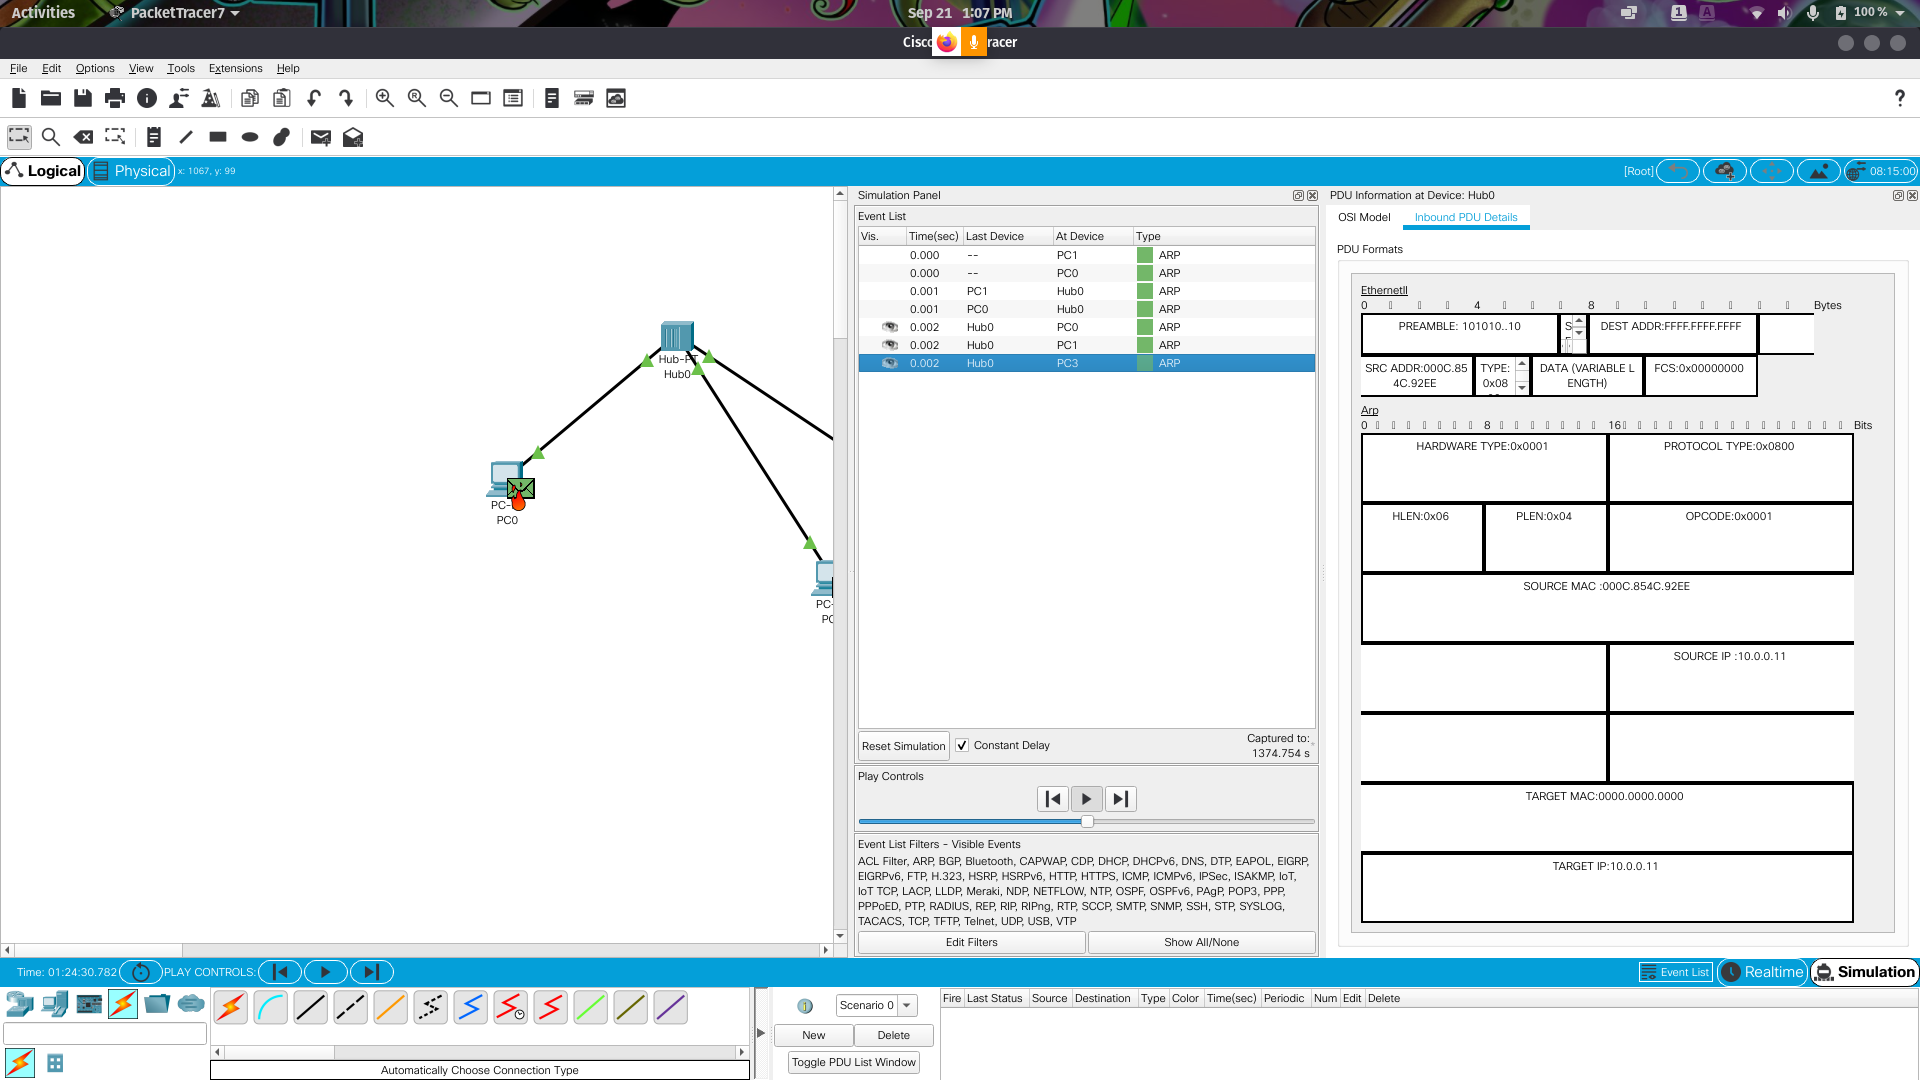 Activities PacketTracer7 Sep 21 1:07 PM 100 %
Cisco racer
File Edit Options View Tools Extensions Help
Logical Physical x: 1067, y: 99 [Root] 08:15:00
Simulation Panel
Event List
Vis. Time(sec) Last Device At Device Type
0.000 -- PC1 ARP
0.000 -- PC0 ARP
0.001 PC1 Hub0 ARP
0.001 PC0 Hub0 ARP
0.002 Hub0 PC0 ARP
0.002 Hub0 PC1 ARP
0.002 Hub0 PC3 ARP
Hub-PT
Hub0
PC-
PC0
PC-
PC
Reset Simulation Constant Delay Captured to:
1374.754 s
Play Controls
Event List Filters - Visible Events
ACL Filter, ARP, BGP, Bluetooth, CAPWAP, CDP, DHCP, DHCPv6, DNS, DTP, EAPOL, EIGRP,
EIGRPv6, FTP, H.323, HSRP, HSRPv6, HTTP, HTTPS, ICMP, ICMPv6, IPSec, ISAKMP, IoT,
IoT TCP, LACP, LLDP, Meraki, NDP, NETFLOW, NTP, OSPF, OSPFv6, PAgP, POP3, PPP,
PPPoED, PTP, RADIUS, REP, RIP, RIPng, RTP, SCCP, SMTP, SNMP, SSH, STP, SYSLOG,
TACACS, TCP, TFTP, Telnet, UDP, USB, VTP
Edit Filters Show All/None
PDU Information at Device: Hub0
OSI Model Inbound PDU Details
PDU Formats
EthernetII
0 4 8 Bytes
PREAMBLE: 101010..10 S DEST ADDR:FFFF.FFFF.FFFF
SRC ADDR:000C.85
4C.92EE
TYPE:
0x08
DATA (VARIABLE L
ENGTH)
FCS:0x00000000
Arp
0 8 16 Bits
HARDWARE TYPE:0x0001 PROTOCOL TYPE:0x0800
HLEN:0x06 PLEN:0x04 OPCODE:0x0001
SOURCE MAC :000C.854C.92EE
SOURCE IP :10.0.0.11
TARGET MAC:0000.0000.0000
TARGET IP:10.0.0.11
Time: 01:24:30.782 PLAY CONTROLS: Event List Realtime Simulation
Scenario 0
New Delete
Toggle PDU List Window
Fire Last Status Source Destination Type Color Time(sec) Periodic Num Edit Delete
Automatically Choose Connection Type